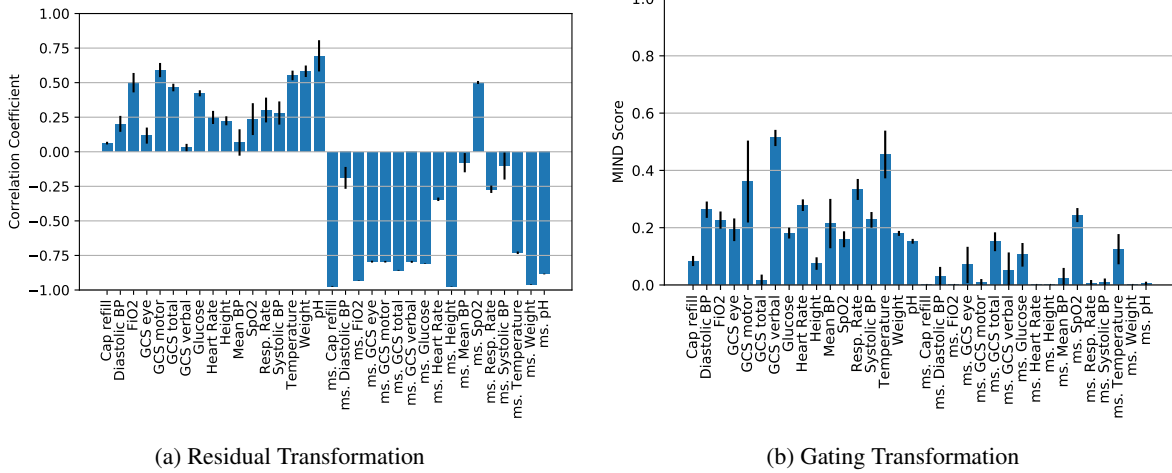 1.00
0.75
0.50
0.25
0.00
−0.25
−0.50
−0.75
−1.00
Correlation Coefficient
Cap refill
Diastolic BP
FiO2
GCS eye
GCS motor
GCS total
GCS verbal
Glucose
Heart Rate
Height
Mean BP
SpO2
Resp. Rate
Systolic BP
Temperature
Weight
pH
ms. Cap refill
ms. Diastolic BP
ms. FiO2
ms. GCS eye
ms. GCS motor
ms. GCS total
ms. GCS verbal
ms. Glucose
ms. Heart Rate
ms. Height
ms. Mean BP
ms. SpO2
ms. Resp. Rate
ms. Systolic BP
ms. Temperature
ms. Weight
ms. pH
(a) Residual Transformation
1.0
0.8
0.6
0.4
0.2
0.0
MIND Score
Cap refill
Diastolic BP
FiO2
GCS eye
GCS motor
GCS total
GCS verbal
Glucose
Heart Rate
Height
Mean BP
SpO2
Resp. Rate
Systolic BP
Temperature
Weight
pH
ms. Cap refill
ms. Diastolic BP
ms. FiO2
ms. GCS eye
ms. GCS motor
ms. GCS total
ms. GCS verbal
ms. Glucose
ms. Heart Rate
ms. Height
ms. Mean BP
ms. SpO2
ms. Resp. Rate
ms. Systolic BP
ms. Temperature
ms. Weight
ms. pH
(b) Gating Transformation